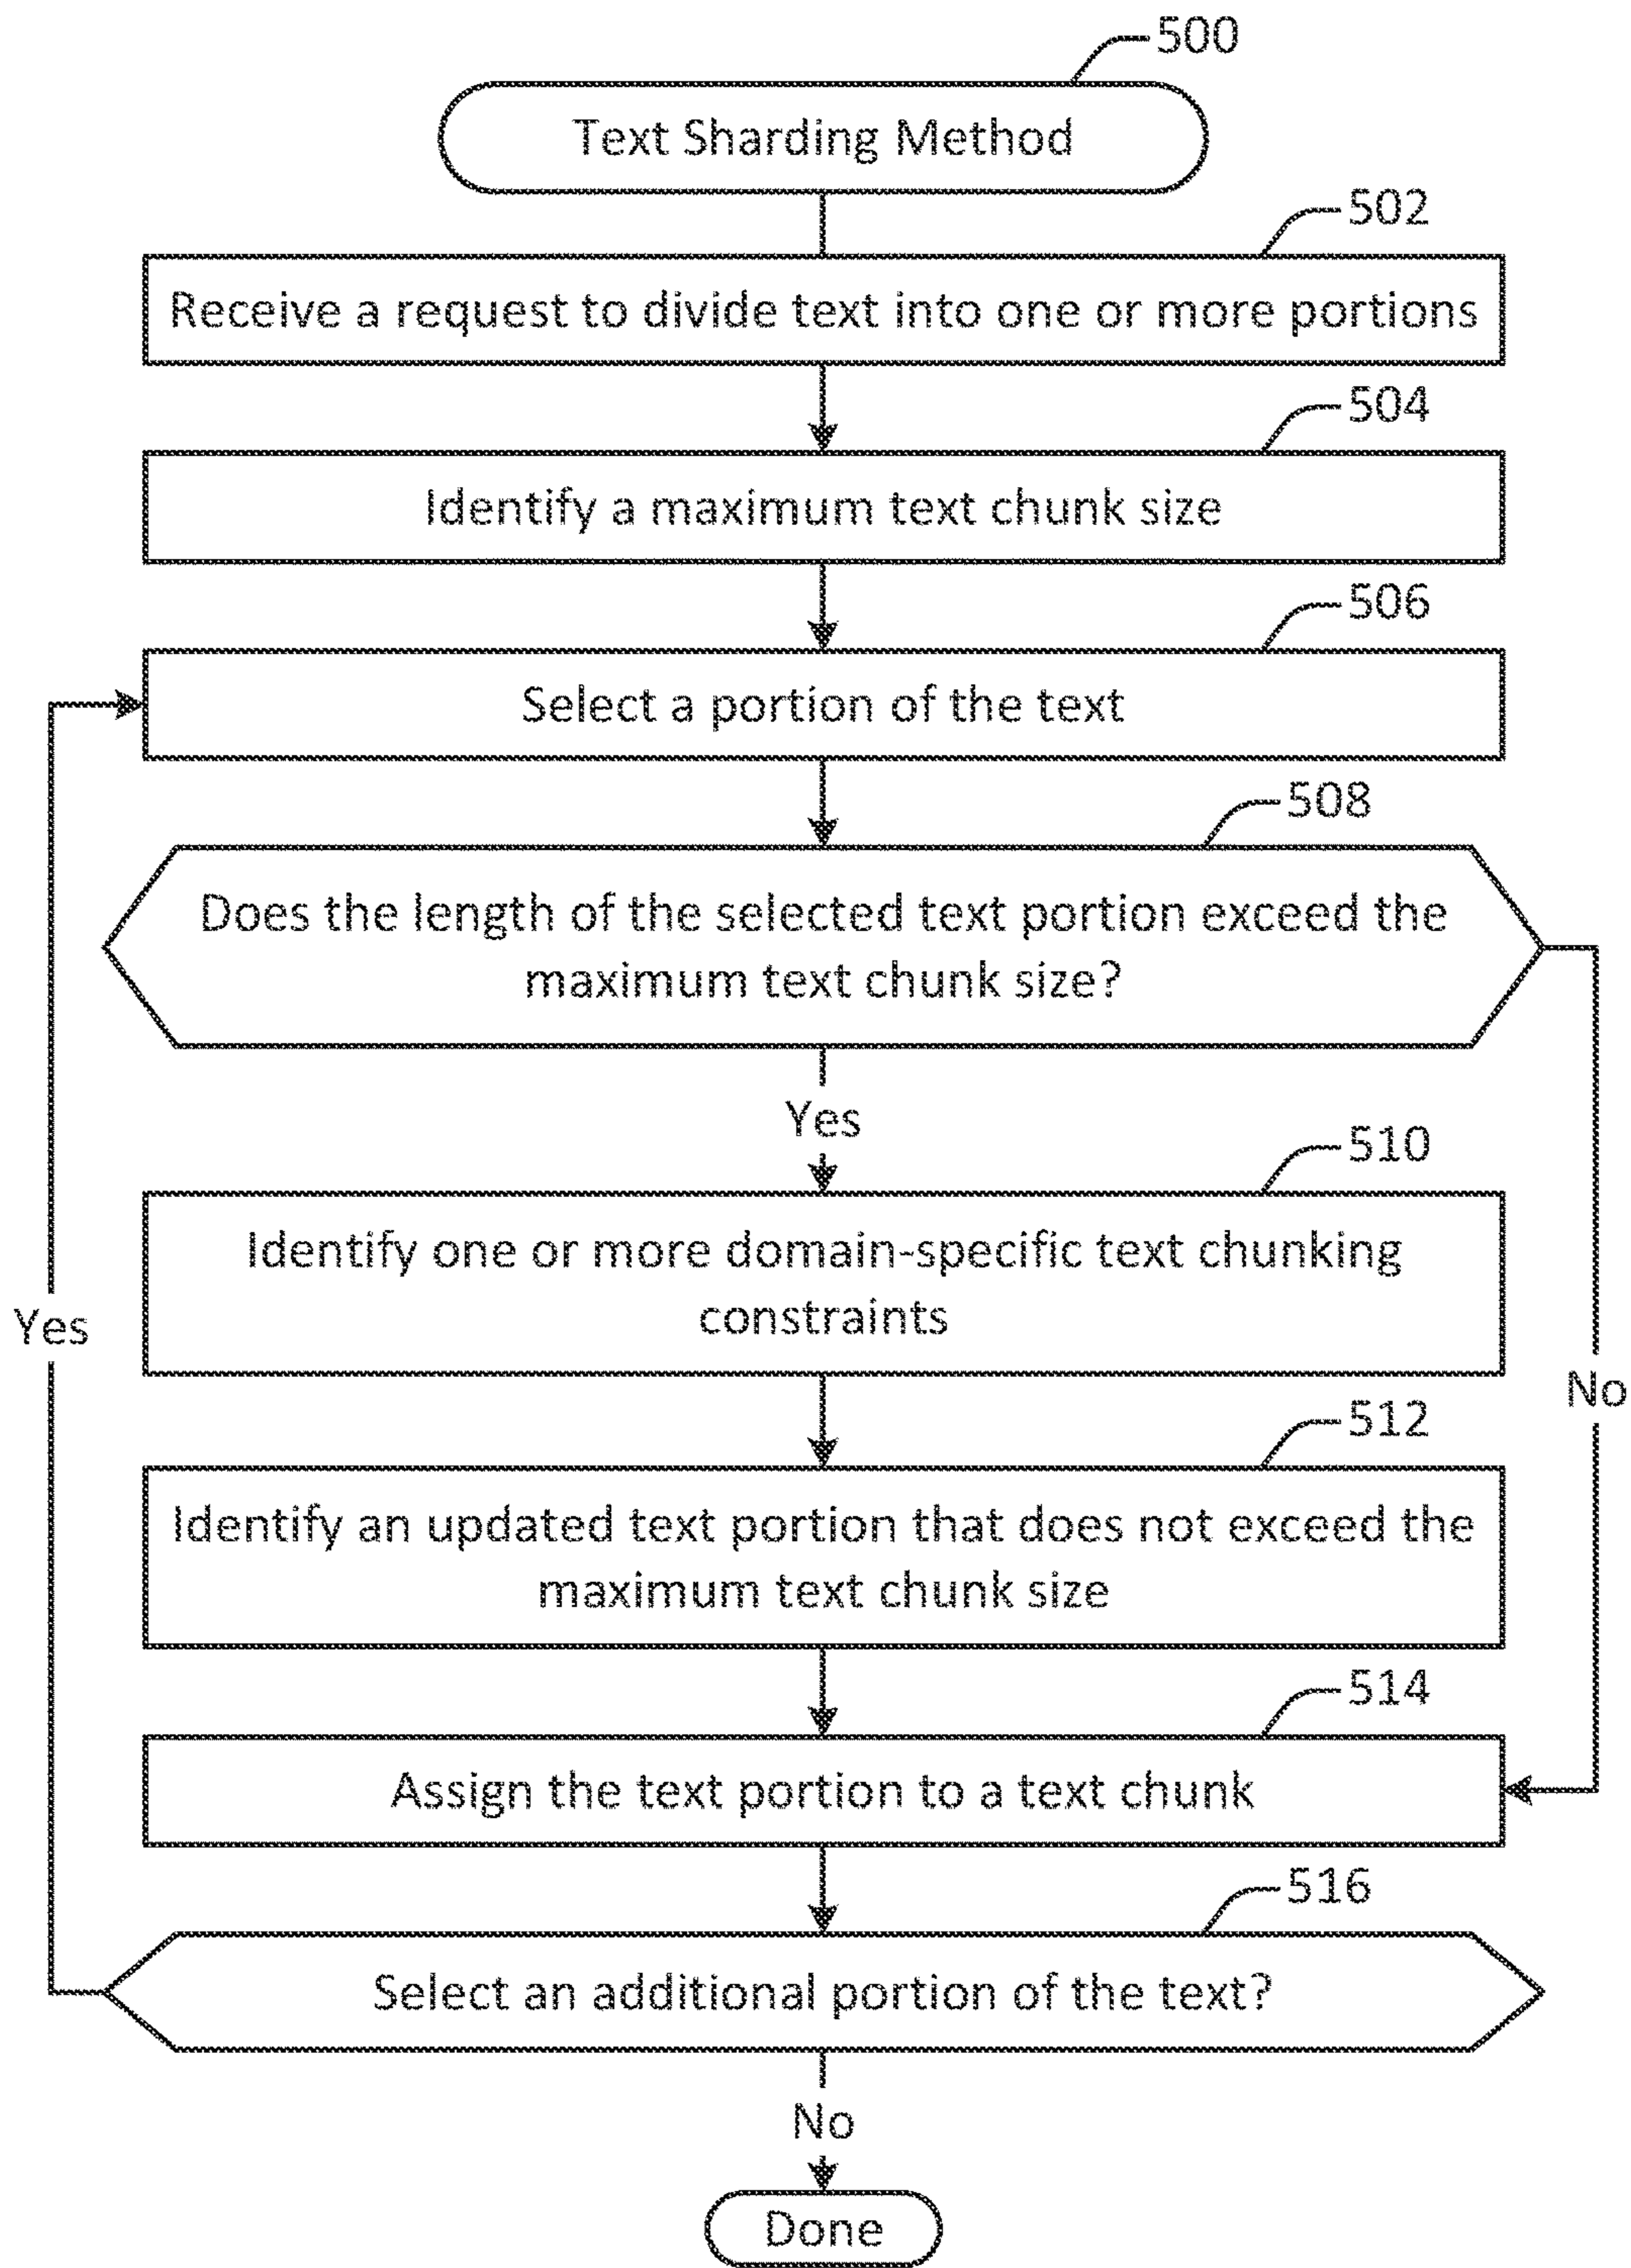 500
Text Sharding Method
502
Receive a request to divide text into one or more portions
504
Identify a maximum text chunk size
506
Select a portion of the text
508
Does the length of the selected text portion exceed the
maximum text chunk size?
Yes
510
Identify one or more domain-specific text chunking
constraints
Yes
No
512
Identify an updated text portion that does not exceed the
maximum text chunk size
514
Assign the text portion to a text chunk
516
Select an additional portion of the text?
No
Done